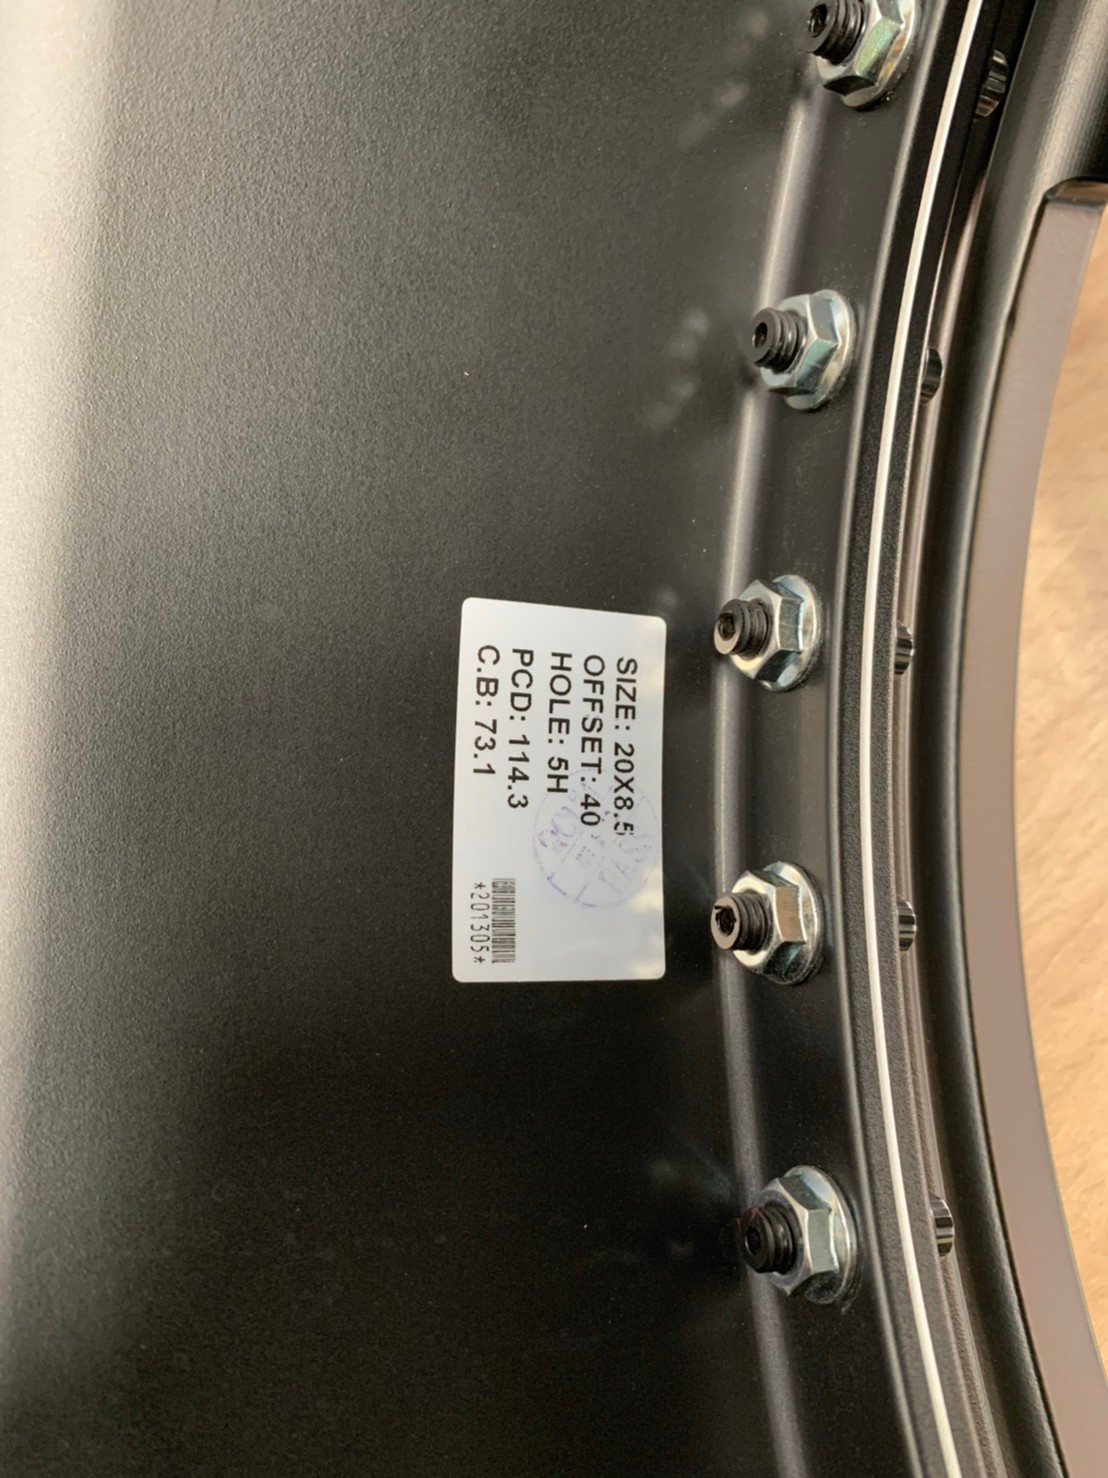 SIZE: 20X8.5
OFFSET: 40
HOLE: 5H
PCD: 114.3
C.B: 73.1
*201305*